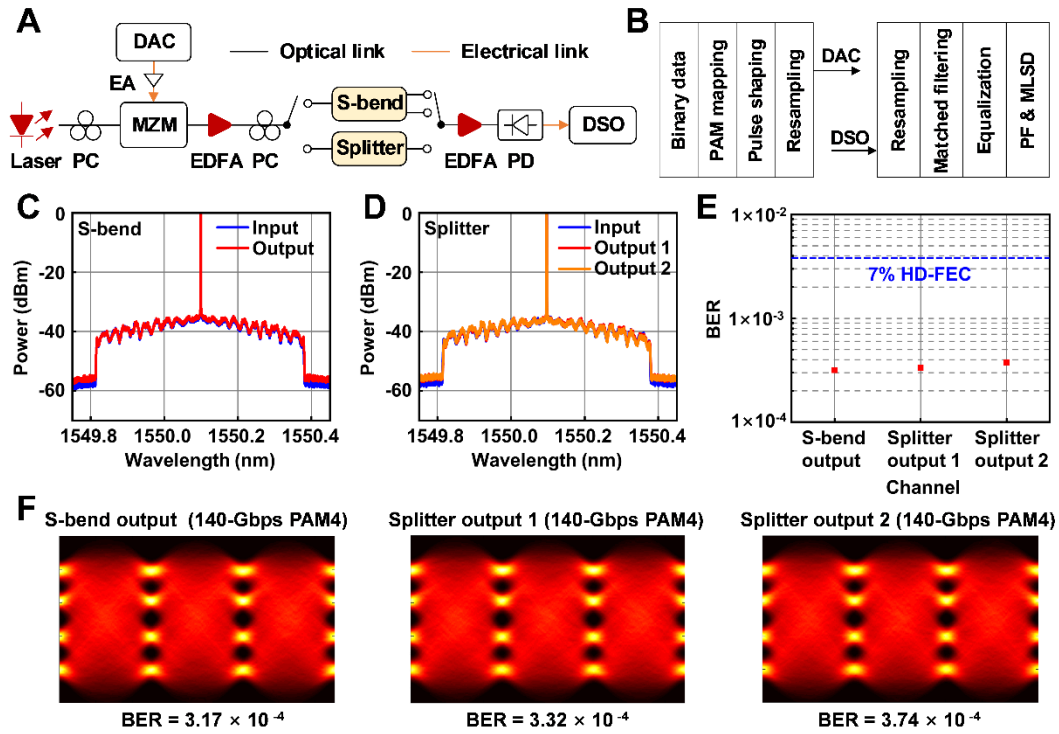 A
DAC
EA
Optical link
Electrical link
MZM
S-bend
Splitter
DSO
Laser
PC
EDFA
PC
EDFA
PD
B
Binary data
PAM mapping
Pulse shaping
Resampling
DAC
DSO
Resampling
Matched filtering
Equalization
PF & MLSD
C
S-bend
Input
Output
0
-20
-40
-60
Power (dBm)
1549.8
1550.0
1550.2
1550.4
Wavelength (nm)
D
Splitter
Input
Output 1
Output 2
0
-20
-40
-60
Power (dBm)
1549.8
1550.0
1550.2
1550.4
Wavelength (nm)
E
1×10-2
1×10-3
1×10-4
BER
7% HD-FEC
S-bend
output
Splitter
output 1
Splitter
output 2
Channel
F
S-bend output (140-Gbps PAM4)
Splitter output 1 (140-Gbps PAM4)
Splitter output 2 (140-Gbps PAM4)
BER = 3.17 × 10-4
BER = 3.32 × 10-4
BER = 3.74 × 10-4